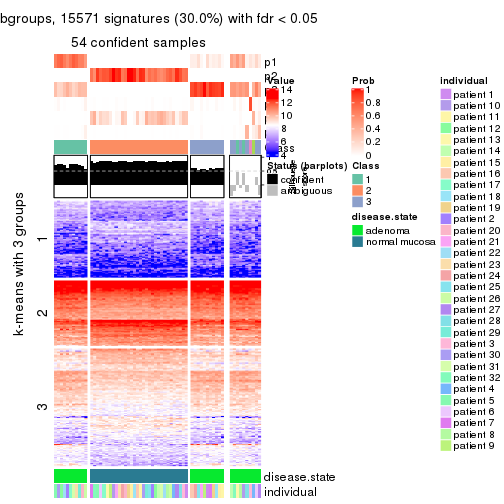 bgroups, 15571 signatures (30.0%) with fdr < 0.05
54 confident samples
p1
p2
Value
14
12
10
8
6
4
Prob
1
0.8
0.6
0.4
0.2
0
individual
patient 1
patient 10
patient 11
patient 12
patient 13
patient 14
patient 15
patient 16
patient 17
patient 18
patient 19
patient 2
patient 20
patient 21
patient 22
patient 23
patient 24
patient 25
patient 26
patient 27
patient 28
patient 29
patient 3
patient 30
patient 31
patient 32
patient 4
patient 5
patient 6
patient 7
patient 8
patient 9
Status (barplots)
confident
ambiguous
Class
1
2
3
disease.state
adenoma
normal mucosa
k-means with 3 groups
1
2
3
disease.state
individual